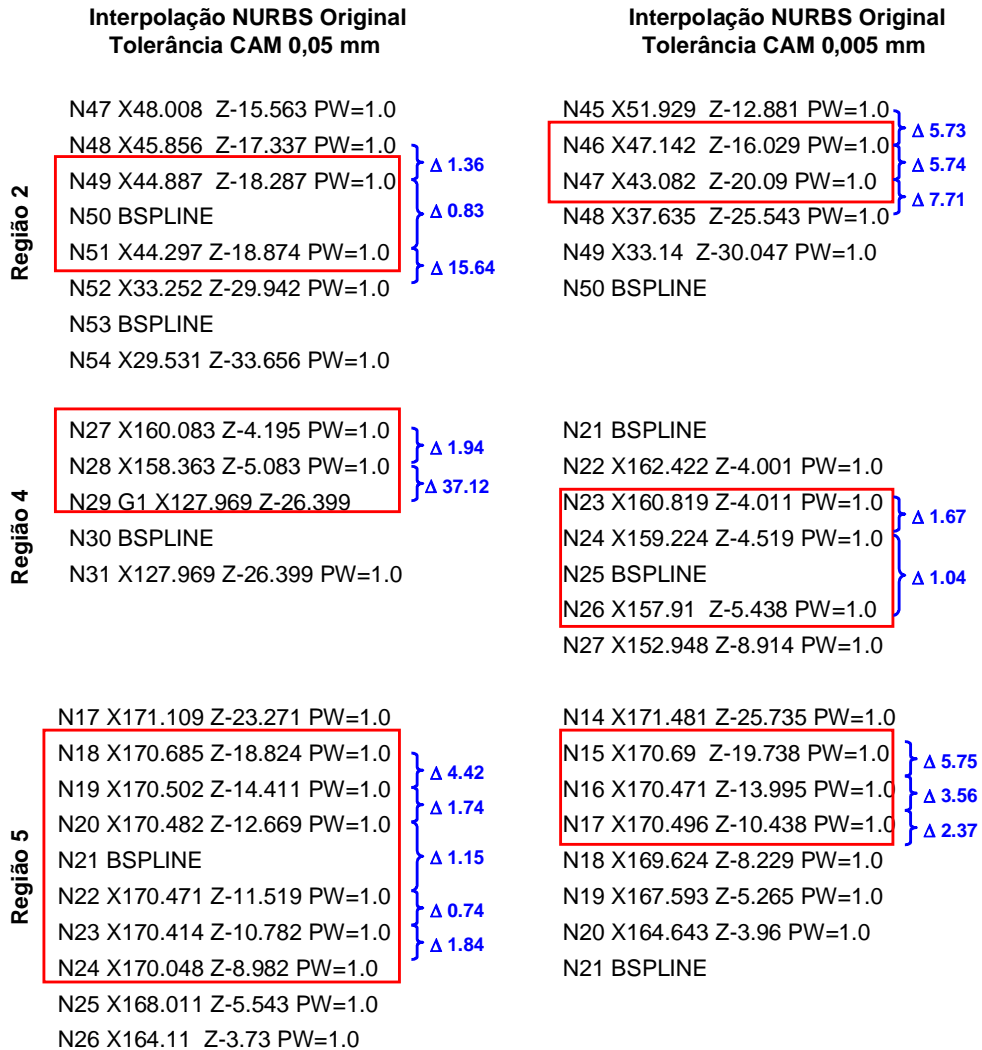 Interpolação NURBS Original
Tolerância CAM 0,05 mm
Região 2
N47 X48.008 Z-15.563 PW=1.0
N48 X45.856 Z-17.337 PW=1.0
Δ 1.36
N49 X44.887 Z-18.287 PW=1.0
N50 BSPLINE
Δ 0.83
N51 X44.297 Z-18.874 PW=1.0
Δ 15.64
N52 X33.252 Z-29.942 PW=1.0
N53 BSPLINE
N54 X29.531 Z-33.656 PW=1.0
Região 4
N27 X160.083 Z-4.195 PW=1.0
Δ 1.94
N28 X158.363 Z-5.083 PW=1.0
Δ 37.12
N29 G1 X127.969 Z-26.399
N30 BSPLINE
N31 X127.969 Z-26.399 PW=1.0
Região 5
N17 X171.109 Z-23.271 PW=1.0
N18 X170.685 Z-18.824 PW=1.0
Δ 4.42
N19 X170.502 Z-14.411 PW=1.0
Δ 1.74
N20 X170.482 Z-12.669 PW=1.0
N21 BSPLINE
Δ 1.15
N22 X170.471 Z-11.519 PW=1.0
Δ 0.74
N23 X170.414 Z-10.782 PW=1.0
Δ 1.84
N24 X170.048 Z-8.982 PW=1.0
N25 X168.011 Z-5.543 PW=1.0
N26 X164.11 Z-3.73 PW=1.0
Interpolação NURBS Original
Tolerância CAM 0,005 mm
N45 X51.929 Z-12.881 PW=1.0
Δ 5.73
N46 X47.142 Z-16.029 PW=1.0
Δ 5.74
N47 X43.082 Z-20.09 PW=1.0
Δ 7.71
N48 X37.635 Z-25.543 PW=1.0
N49 X33.14 Z-30.047 PW=1.0
N50 BSPLINE
N21 BSPLINE
N22 X162.422 Z-4.001 PW=1.0
N23 X160.819 Z-4.011 PW=1.0
Δ 1.67
N24 X159.224 Z-4.519 PW=1.0
N25 BSPLINE
Δ 1.04
N26 X157.91 Z-5.438 PW=1.0
N27 X152.948 Z-8.914 PW=1.0
N14 X171.481 Z-25.735 PW=1.0
N15 X170.69 Z-19.738 PW=1.0
Δ 5.75
N16 X170.471 Z-13.995 PW=1.0
Δ 3.56
N17 X170.496 Z-10.438 PW=1.0
Δ 2.37
N18 X169.624 Z-8.229 PW=1.0
N19 X167.593 Z-5.265 PW=1.0
N20 X164.643 Z-3.96 PW=1.0
N21 BSPLINE